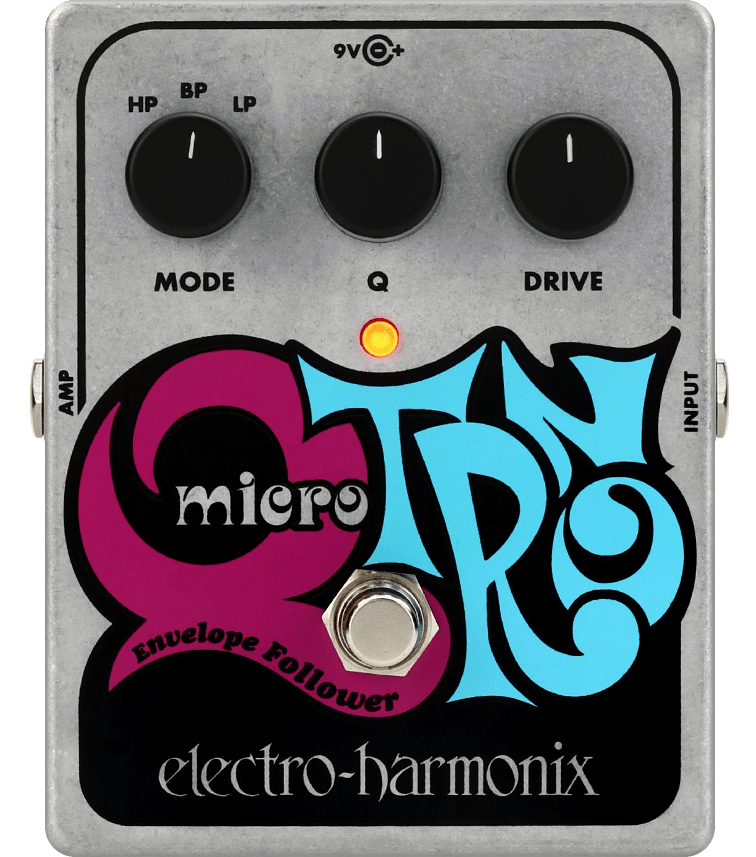 9V - +
HP BP LP
MODE Q DRIVE
AMP
INPUT
micro Q-TRON
Envelope Follower
electro-harmonix